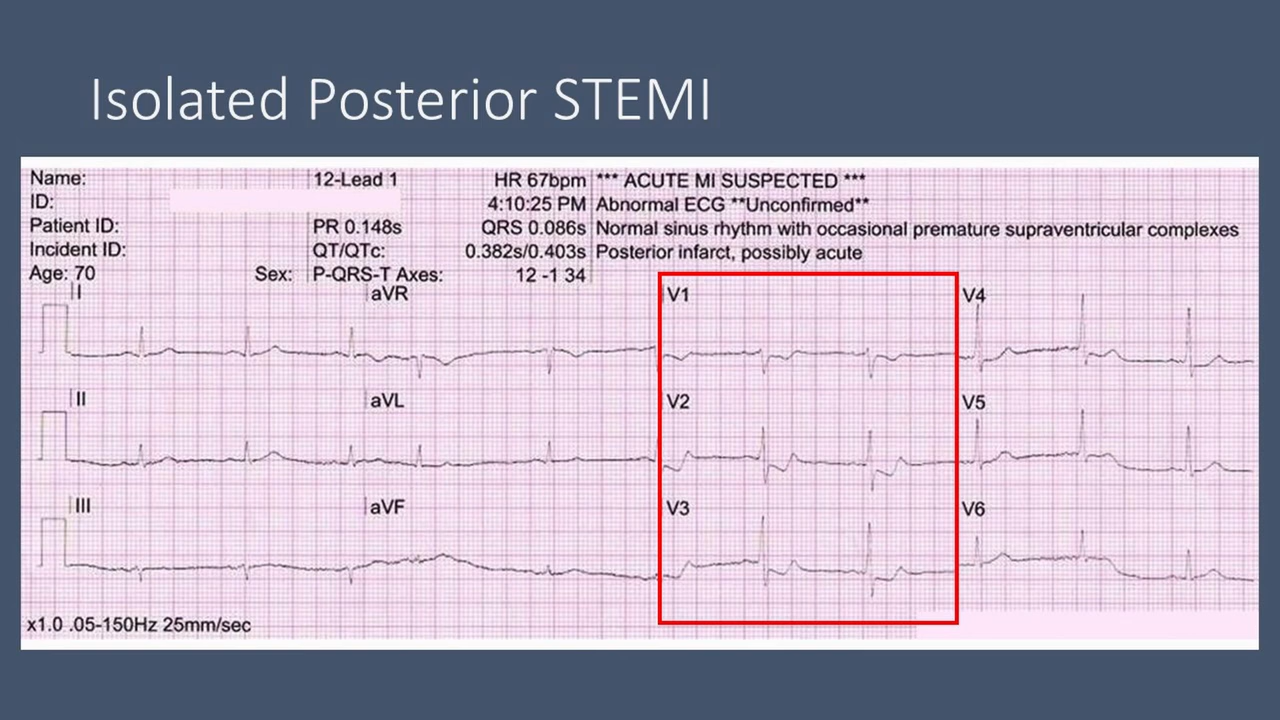 Isolated Posterior STEMI
Name: 12-Lead 1 HR 67bpm *** ACUTE MI SUSPECTED ***
ID: 4:10:25 PM Abnormal ECG **Unconfirmed**
Patient ID: PR 0.148s QRS 0.086s Normal sinus rhythm with occasional premature supraventricular complexes
Incident ID: QT/QTc: 0.382s/0.403s Posterior infarct, possibly acute
Age: 70 Sex: P-QRS-T Axes: 12 -1 34
I aVR V1 V4
II aVL V2 V5
III aVF V3 V6
x1.0 .05-150Hz 25mm/sec